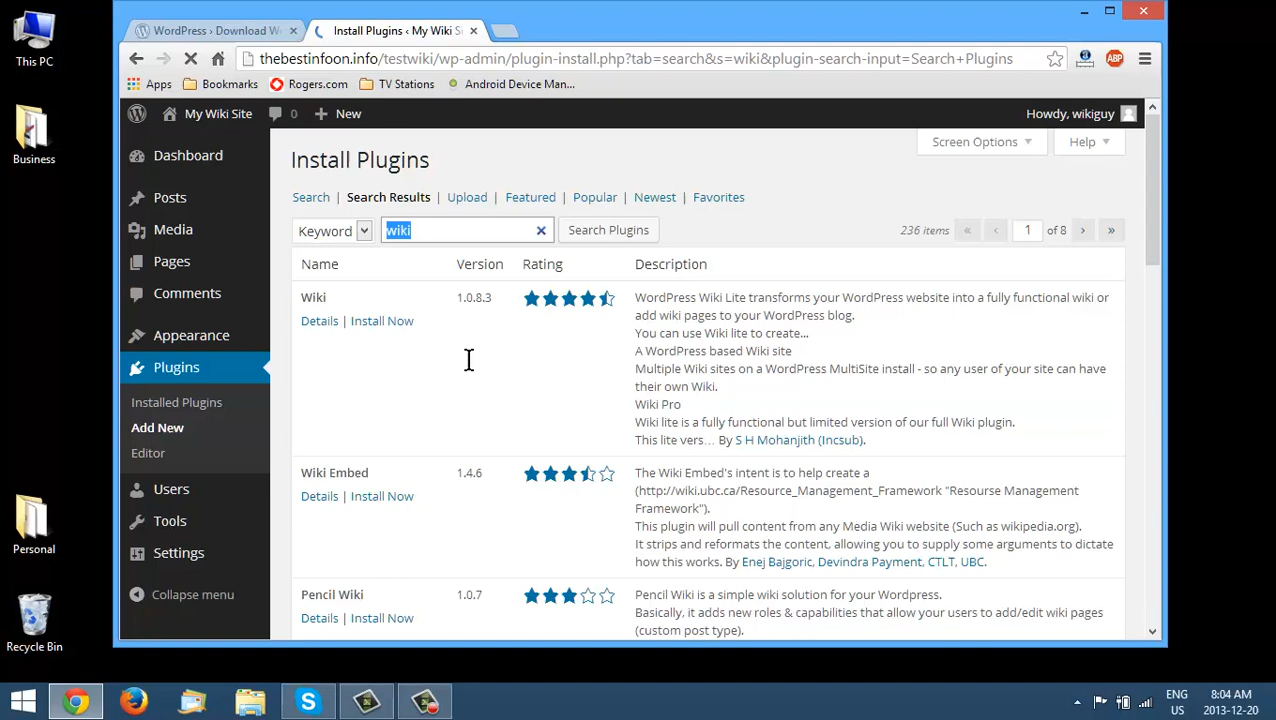 This PC
Business
Personal
Recycle Bin
WordPress › Download W
Install Plugins ‹ My Wiki Si
thebestinfoon.info/testwiki/wp-admin/plugin-install.php?tab=search&s=wiki&plugin-search-input=Search+Plugins
ABP
Apps
Bookmarks
Rogers.com
TV Stations
Android Device Man...
My Wiki Site
0
New
Howdy, wikiguy
Dashboard
Posts
Media
Pages
Comments
Appearance
Plugins
Installed Plugins
Add New
Editor
Users
Tools
Settings
Collapse menu
Screen Options
Help
Install Plugins
Search | Search Results | Upload | Featured | Popular | Newest | Favorites
Keyword
wiki
Search Plugins
236 items « ‹ 1 of 8 › »
Name Version Rating Description
Wiki
Details | Install Now
1.0.8.3
WordPress Wiki Lite transforms your WordPress website into a fully functional wiki or
add wiki pages to your WordPress blog.
You can use Wiki lite to create...
A WordPress based Wiki site
Multiple Wiki sites on a WordPress MultiSite install - so any user of your site can have
their own Wiki.
Wiki Pro
Wiki lite is a fully functional but limited version of our full Wiki plugin.
This lite vers… By S H Mohanjith (Incsub).
Wiki Embed
Details | Install Now
1.4.6
The Wiki Embed's intent is to help create a
(http://wiki.ubc.ca/Resource_Management_Framework "Resourse Management
Framework").
This plugin will pull content from any Media Wiki website (Such as wikipedia.org).
It strips and reformats the content, allowing you to supply some arguments to dictate
how this works. By Enej Bajgoric, Devindra Payment, CTLT, UBC.
Pencil Wiki
Details | Install Now
1.0.7
Pencil Wiki is a simple wiki solution for your Wordpress.
Basically, it adds new roles & capabilities that allow your users to add/edit wiki pages
(custom post type).
ENG
US
8:04 AM
2013-12-20